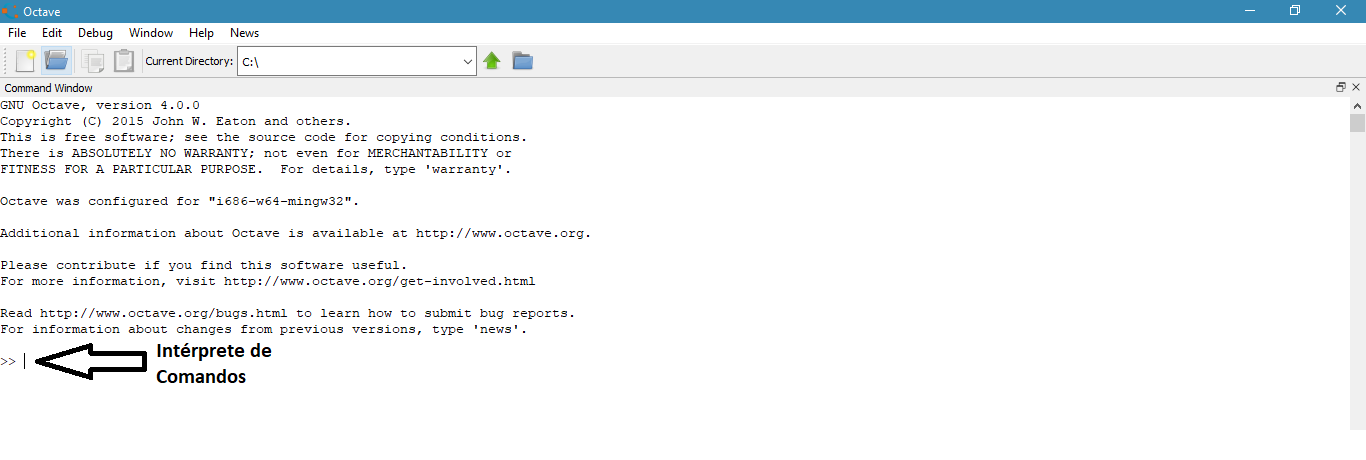 Octave
File Edit Debug Window Help News
Current Directory: C:\
Command Window
GNU Octave, version 4.0.0
Copyright (C) 2015 John W. Eaton and others.
This is free software; see the source code for copying conditions.
There is ABSOLUTELY NO WARRANTY; not even for MERCHANTABILITY or
FITNESS FOR A PARTICULAR PURPOSE.  For details, type 'warranty'.
Octave was configured for "i686-w64-mingw32".
Additional information about Octave is available at http://www.octave.org.
Please contribute if you find this software useful.
For more information, visit http://www.octave.org/get-involved.html
Read http://www.octave.org/bugs.html to learn how to submit bug reports.
For information about changes from previous versions, type 'news'.
>>
Intérprete de
Comandos